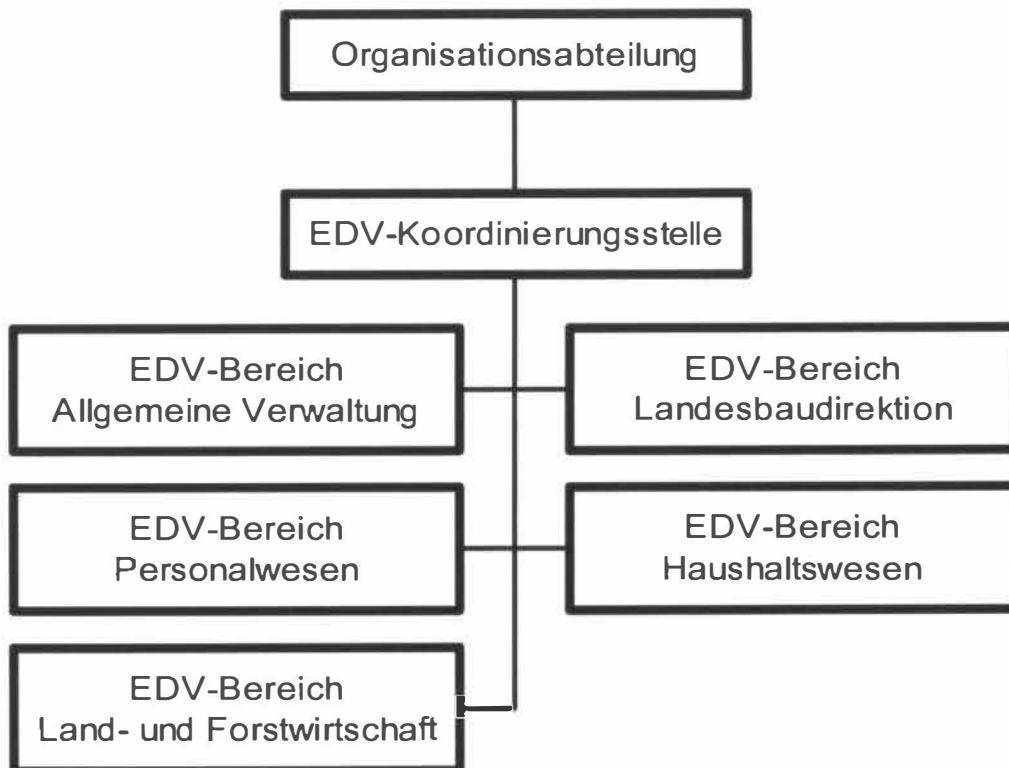 Organisationsabteilung
EDV-Koordinierungsstelle
EDV-Bereich
Allgemeine Verwaltung
EDV-Bereich
Landesbaudirektion
EDV-Bereich
Personalwesen
EDV-Bereich
Haushaltswesen
EDV-Bereich
Land- und Forstwirtschaft